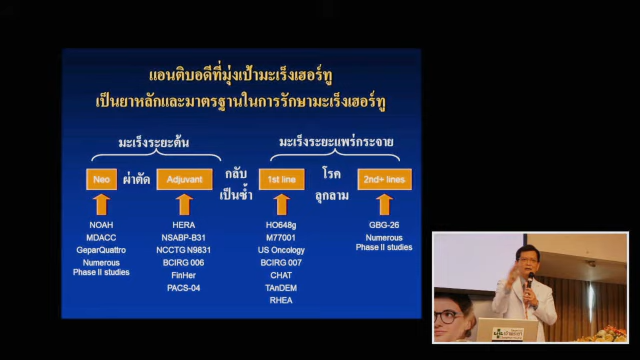 แอนติบอดีที่มุ่งเป้ามะเร็งเฮอร์ทู
เป็นยาหลักและมาตรฐานในการรักษามะเร็งเฮอร์ทู
มะเร็งระยะต้น
มะเร็งระยะแพร่กระจาย
Neo
ผ่าตัด
Adjuvant
กลับ
เป็นซ้ำ
1st line
โรค
ลุกลาม
2nd+ lines
NOAH
MDACC
GeparQuattro
Numerous
Phase II studies
HERA
NSABP-B31
NCCTG N9831
BCIRG 006
FinHer
PACS-04
HO648g
M77001
US Oncology
BCIRG 007
CHAT
TAnDEM
RHEA
GBG-26
Numerous
Phase II studies